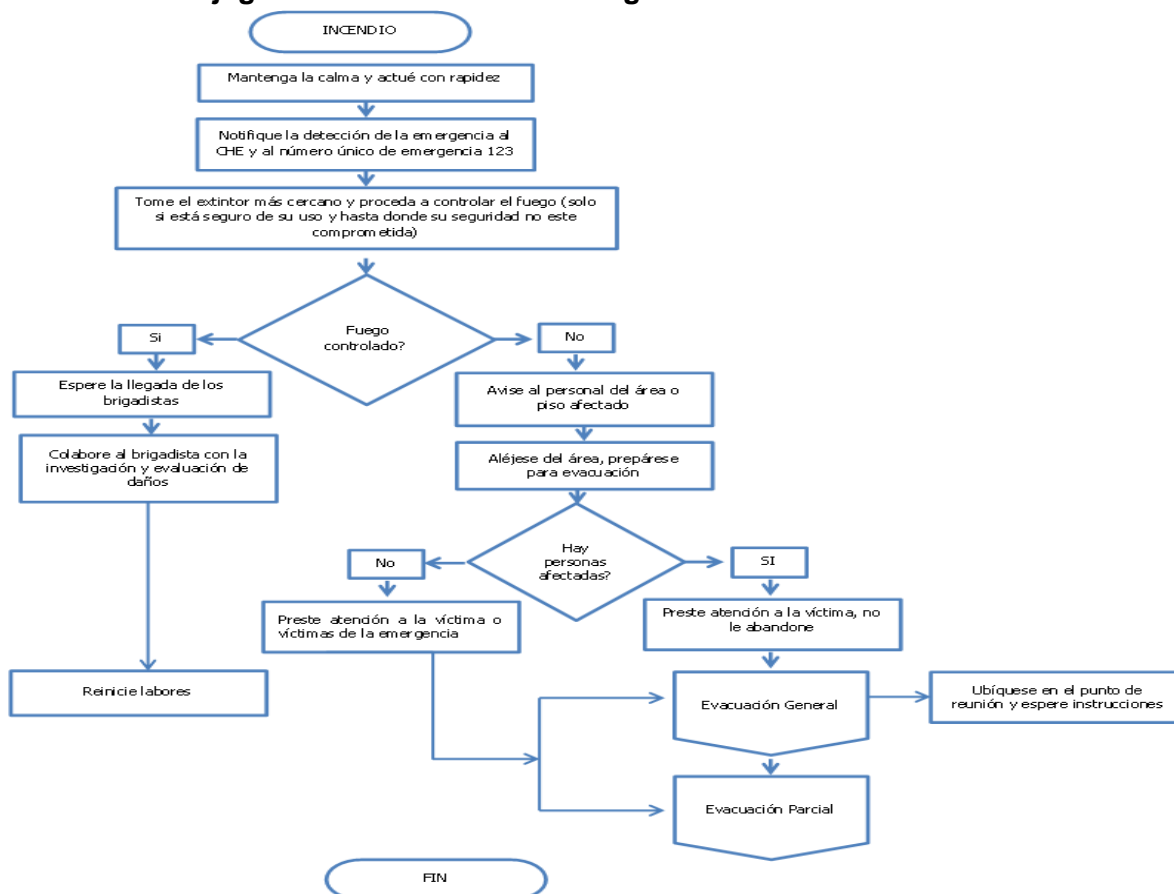 INCENDIO
Mantenga la calma y actué con rapidez
Notifique la detección de la emergencia al
CHE y al número único de emergencia 123
Tome el extintor más cercano y proceda a controlar el fuego (solo
si está seguro de su uso y hasta donde su seguridad no este
comprometida)
Fuego
controlado?
Si
No
Espere la llegada de los
brigadistas
Avise al personal del área o
piso afectado
Colabore al brigadista con la
investigación y evaluación de
daños
Aléjese del área, prepárese
para evacuación
Hay
personas
afectadas?
No
SI
Preste atención a la víctima o
víctimas de la emergencia
Preste atención a la víctima, no
le abandone
Reinicie labores
Evacuación General
Ubíquese en el punto de
reunión y espere instrucciones
Evacuación Parcial
FIN